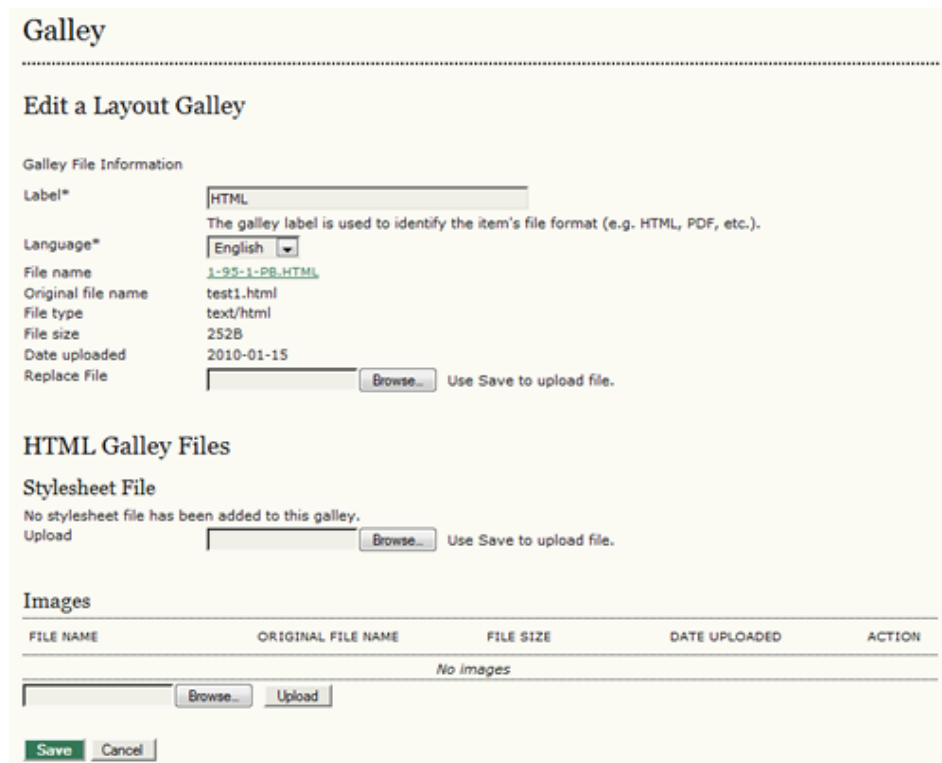 Galley
Edit a Layout Galley
Galley File Information
Label* HTML
The galley label is used to identify the item's file format (e.g. HTML, PDF, etc.).
Language* English
File name 1-95-1-PB.HTML
Original file name test1.html
File type text/html
File size 252B
Date uploaded 2010-01-15
Replace File Browse... Use Save to upload file.
HTML Galley Files
Stylesheet File
No stylesheet file has been added to this galley.
Upload Browse... Use Save to upload file.
Images
FILE NAME ORIGINAL FILE NAME FILE SIZE DATE UPLOADED ACTION
No images
Browse... Upload
Save Cancel